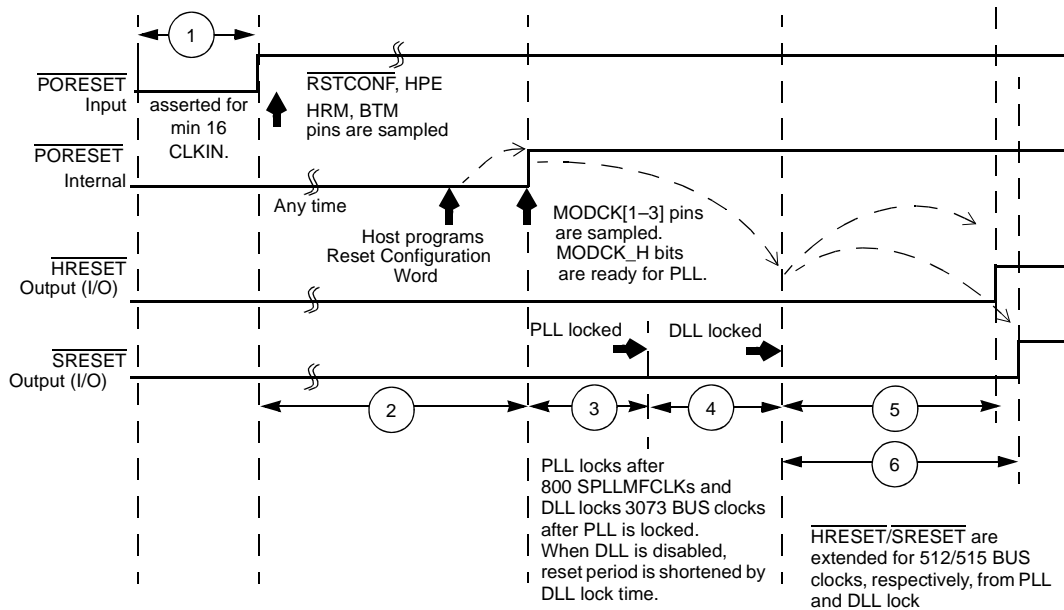 1
PORESET
Input
asserted for
min 16
CLKIN.
RSTCONF, HPE
HRM, BTM
pins are sampled
PORESET
Internal
Any time
Host programs
Reset Configuration
Word
MODCK[1–3] pins
are sampled.
MODCK_H bits
are ready for PLL.
HRESET
Output (I/O)
PLL locked
DLL locked
SRESET
Output (I/O)
2
3
4
5
6
PLL locks after
800 SPLLMFCLKs and
DLL locks 3073 BUS clocks
after PLL is locked.
When DLL is disabled,
reset period is shortened by
DLL lock time.
HRESET/SRESET are
extended for 512/515 BUS
clocks, respectively, from PLL
and DLL lock